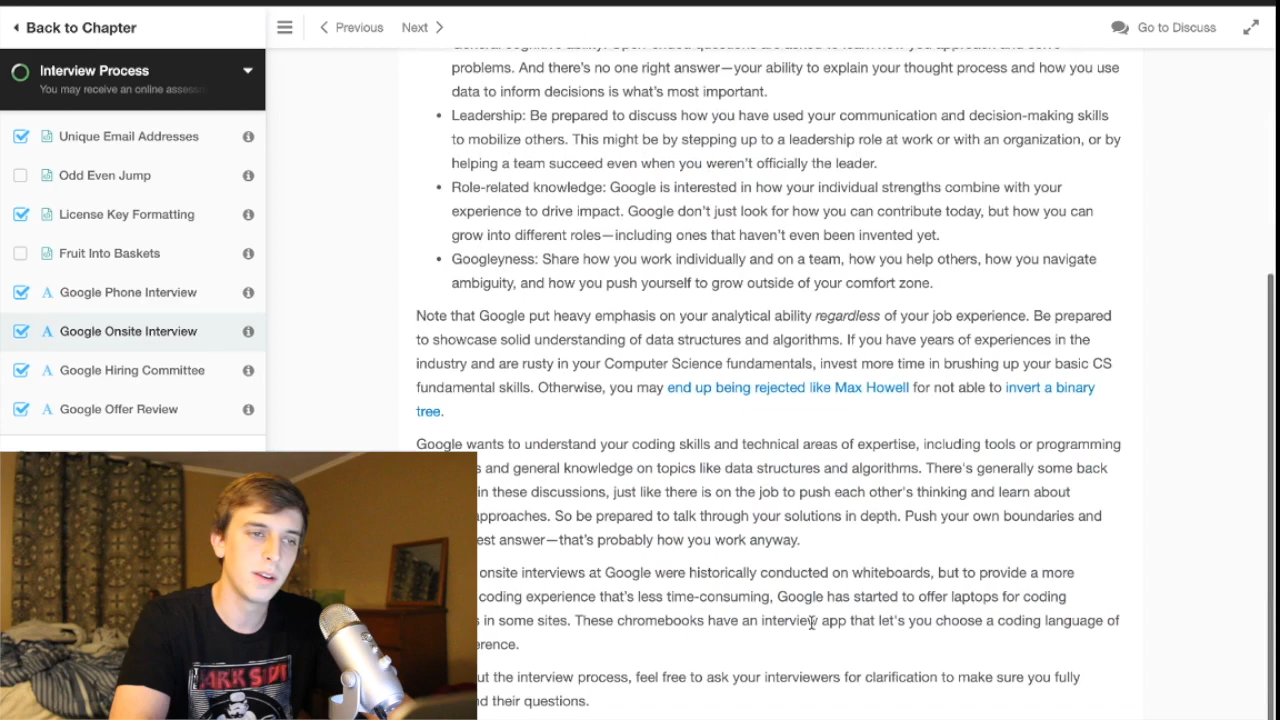 Back to Chapter
Previous
Next
Go to Discuss
Interview Process
You may receive an online assessm
Unique Email Addresses
Odd Even Jump
License Key Formatting
Fruit Into Baskets
Google Phone Interview
Google Onsite Interview
Google Hiring Committee
Google Offer Review
problems. And there's no one right answer—your ability to explain your thought process and how you use
data to inform decisions is what's most important.
• Leadership: Be prepared to discuss how you have used your communication and decision-making skills
to mobilize others. This might be by stepping up to a leadership role at work or with an organization, or by
helping a team succeed even when you weren't officially the leader.
• Role-related knowledge: Google is interested in how your individual strengths combine with your
experience to drive impact. Google don't just look for how you can contribute today, but how you can
grow into different roles—including ones that haven't even been invented yet.
• Googleyness: Share how you work individually and on a team, how you help others, how you navigate
ambiguity, and how you push yourself to grow outside of your comfort zone.
Note that Google put heavy emphasis on your analytical ability regardless of your job experience. Be prepared
to showcase solid understanding of data structures and algorithms. If you have years of experiences in the
industry and are rusty in your Computer Science fundamentals, invest more time in brushing up your basic CS
fundamental skills. Otherwise, you may end up being rejected like Max Howell for not able to invert a binary
tree.
Google wants to understand your coding skills and technical areas of expertise, including tools or programming
s and general knowledge on topics like data structures and algorithms. There's generally some back
in these discussions, just like there is on the job to push each other's thinking and learn about
approaches. So be prepared to talk through your solutions in depth. Push your own boundaries and
est answer—that's probably how you work anyway.
onsite interviews at Google were historically conducted on whiteboards, but to provide a more
coding experience that's less time-consuming, Google has started to offer laptops for coding
s in some sites. These chromebooks have an interview app that let's you choose a coding language of
erence.
ut the interview process, feel free to ask your interviewers for clarification to make sure you fully
nd their questions.
DARK SIDE